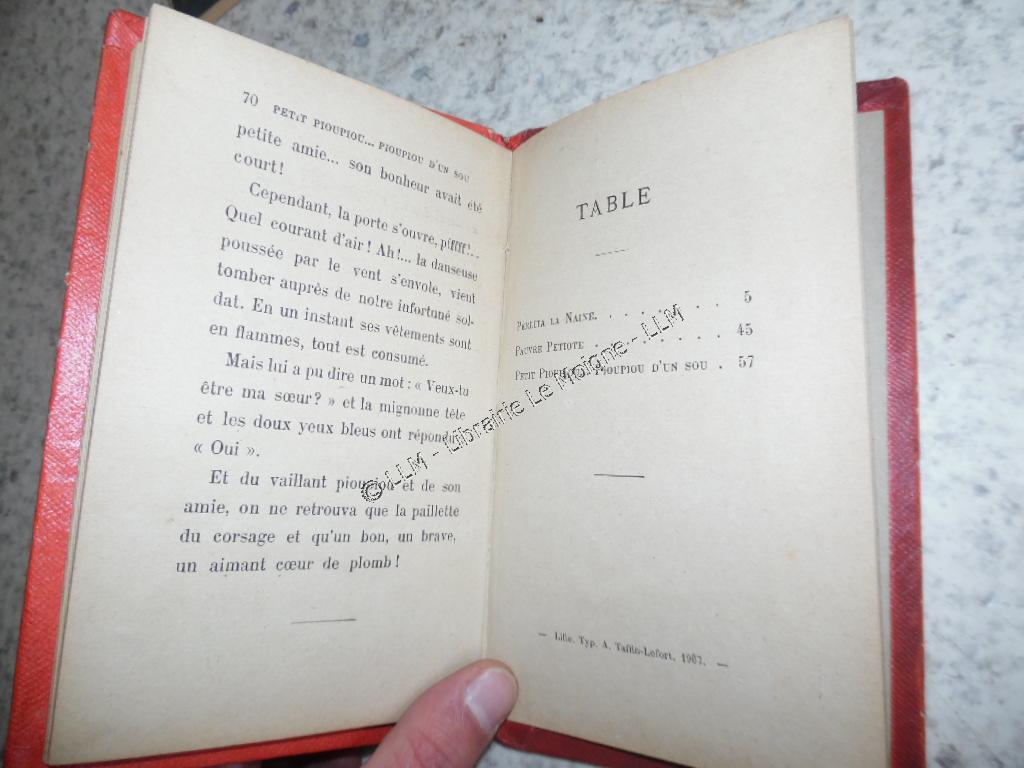 70 PETIT PIOUPIOU... PIOUPIOU D'UN SOU
petite amie... son bonheur avait été
court!
Cependant, la porte s'ouvre, pfffff!...
Quel courant d'air! Ah!... la danseuse
poussée par le vent s'envole, vient
tomber auprès de notre infortuné sol-
dat. En un instant ses vêtements sont
en flammes, tout est consumé.
Mais lui a pu dire un mot: « Veux-tu
être ma sœur? » et la mignonne tête
et les doux yeux bleus ont répondu:
« Oui ».
Et du vaillant pioupiou et de son
amie, on ne retrouva que la paillette
du corsage et qu'un bon, un brave,
un aimant cœur de plomb!
TABLE
PERLITA LA NAINE. . . . . . . . 5
PAUVRE PETIOTE . . . . . . . . 45
PETIT PIOUPIOU... PIOUPIOU D'UN SOU . 57
— Lille. Typ. A. Taffin-Lefort. 1907. —
©-LLM - Librairie Le Moigne - LLM